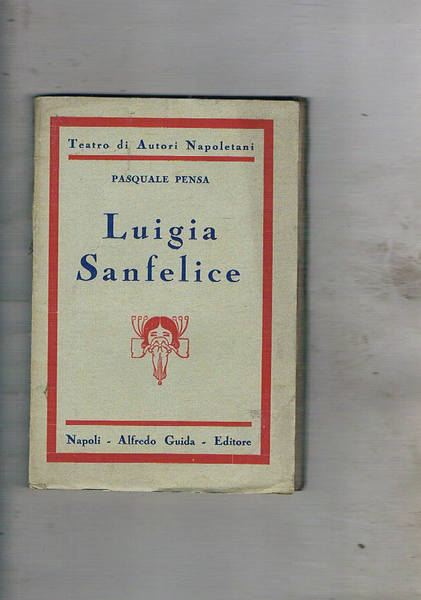 Teatro di Autori Napoletani
PASQUALE PENSA
Luigia
Sanfelice
Napoli - Alfredo Guida - Editore